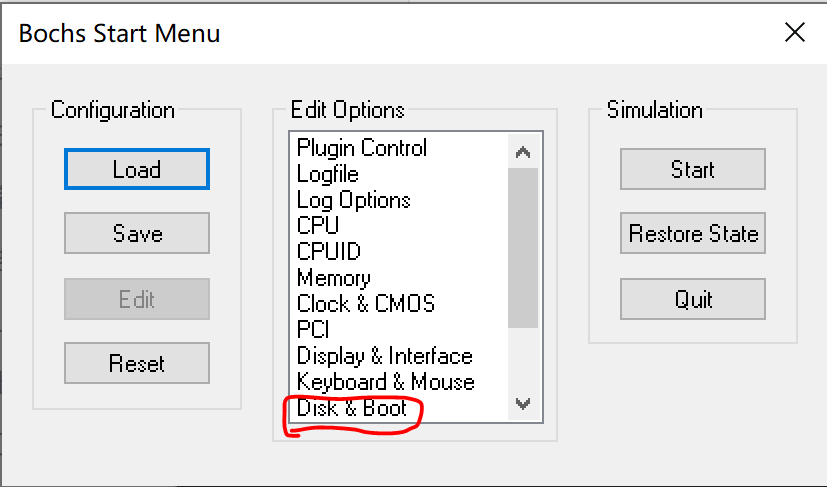 Bochs Start Menu
Configuration
Load
Save
Edit
Reset
Edit Options
Plugin Control
Logfile
Log Options
CPU
CPUID
Memory
Clock & CMOS
PCI
Display & Interface
Keyboard & Mouse
Disk & Boot
Simulation
Start
Restore State
Quit